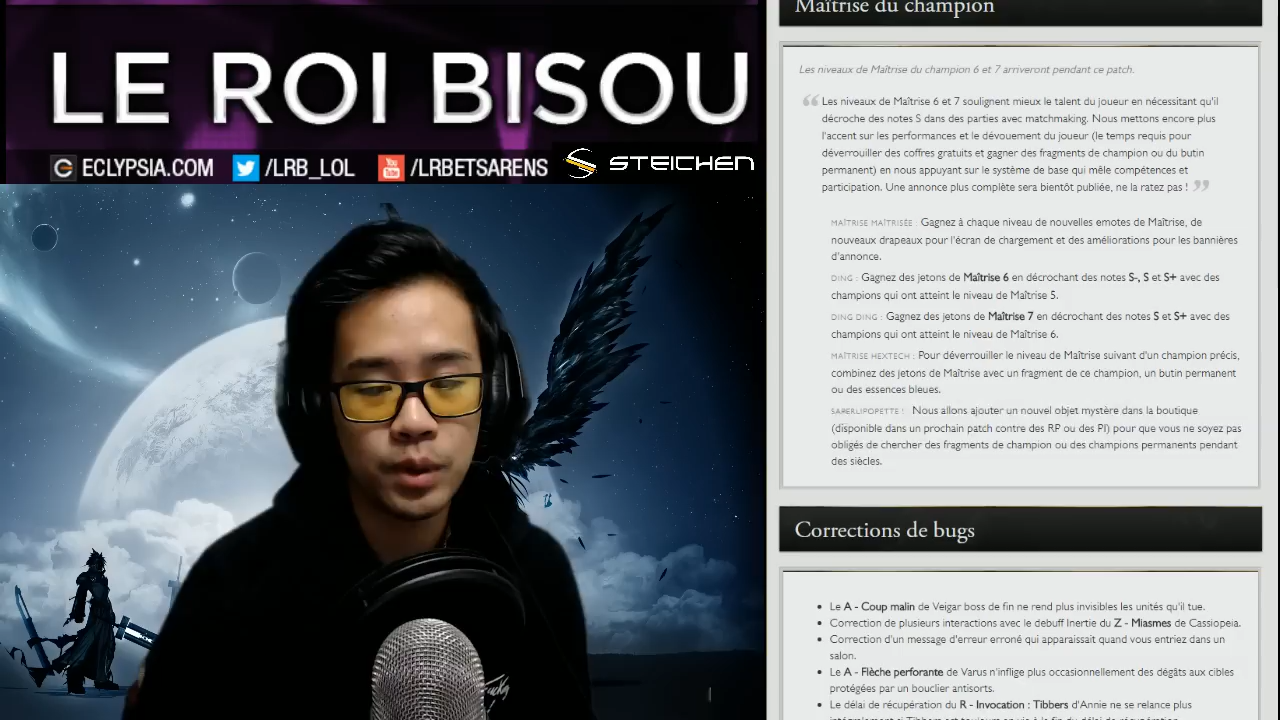 LE ROI BISOU
ECLYPSIA.COM /LRB_LOL You Tube /LRBETSARENS STEICHEN
Maîtrise du champion
Les niveaux de Maîtrise du champion 6 et 7 arriveront pendant ce patch.
“ Les niveaux de Maîtrise 6 et 7 soulignent mieux le talent du joueur en nécessitant qu'il
décroche des notes S dans des parties avec matchmaking. Nous mettons encore plus
l'accent sur les performances et le dévouement du joueur (le temps requis pour
déverrouiller des coffres gratuits et gagner des fragments de champion ou du butin
permanent) en nous appuyant sur le système de base qui mêle compétences et
participation. Une annonce plus complète sera bientôt publiée, ne la ratez pas ! ”
MAÎTRISE MAÎTRISÉE : Gagnez à chaque niveau de nouvelles emotes de Maîtrise, de
nouveaux drapeaux pour l'écran de chargement et des améliorations pour les bannières
d'annonce.
DING : Gagnez des jetons de Maîtrise 6 en décrochant des notes S-, S et S+ avec des
champions qui ont atteint le niveau de Maîtrise 5.
DING DING : Gagnez des jetons de Maîtrise 7 en décrochant des notes S et S+ avec des
champions qui ont atteint le niveau de Maîtrise 6.
MAÎTRISE HEXTECH : Pour déverrouiller le niveau de Maîtrise suivant d'un champion précis,
combinez des jetons de Maîtrise avec un fragment de ce champion, un butin permanent
ou des essences bleues.
SAPERLIPOPETTE ! Nous allons ajouter un nouvel objet mystère dans la boutique
(disponible dans un prochain patch contre des RP ou des PI) pour que vous ne soyez pas
obligés de chercher des fragments de champion ou des champions permanents pendant
des siècles.
Corrections de bugs
• Le A - Coup malin de Veigar boss de fin ne rend plus invisibles les unités qu'il tue.
• Correction de plusieurs interactions avec le debuff Inertie du Z - Miasmes de Cassiopeia.
• Correction d'un message d'erreur erroné qui apparaissait quand vous entriez dans un
salon.
• Le A - Flèche perforante de Varus n'inflige plus occasionnellement des dégâts aux cibles
protégées par un bouclier antisorts.
• Le délai de récupération du R - Invocation : Tibbers d'Annie ne se relance plus
intégralement si Tibbers est toujours en vie à la fin du délai de récupération.